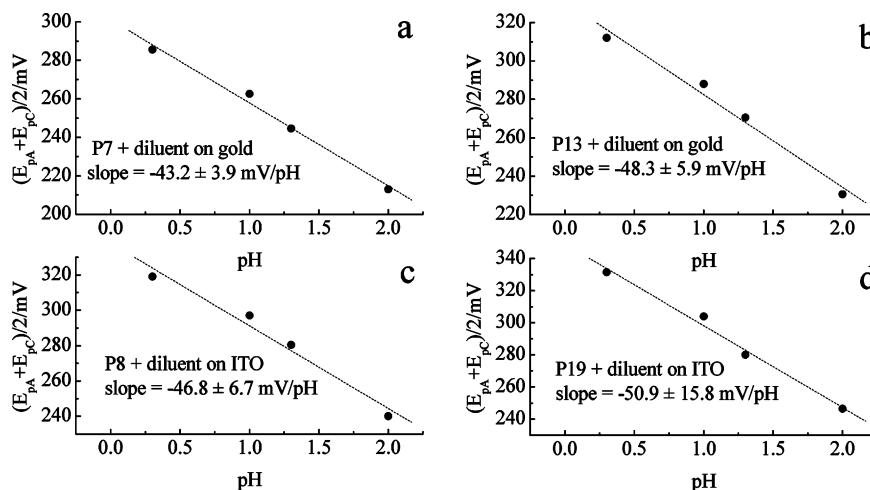 a
300
280
260
240
220
200
(E_pA+E_pC)/2/mV
P7 + diluent on gold
slope = -43.2 ± 3.9 mV/pH
0.0 0.5 1.0 1.5 2.0
pH
b
320
300
280
260
240
220
(E_pA+E_pC)/2/mV
P13 + diluent on gold
slope = -48.3 ± 5.9 mV/pH
0.0 0.5 1.0 1.5 2.0
pH
c
320
300
280
260
240
(E_pA+E_pC)/2/mV
P8 + diluent on ITO
slope = -46.8 ± 6.7 mV/pH
0.0 0.5 1.0 1.5 2.0
pH
d
340
320
300
280
260
240
(E_pA+E_pC)/2/mV
P19 + diluent on ITO
slope = -50.9 ± 15.8 mV/pH
0.0 0.5 1.0 1.5 2.0
pH